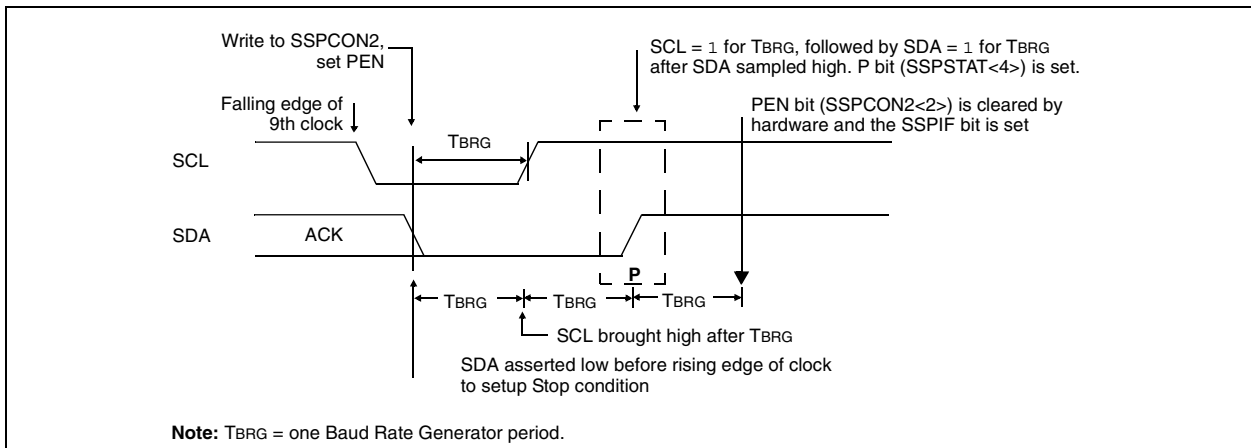 Write to SSPCON2,
set PEN
SCL = 1 for TBRG, followed by SDA = 1 for TBRG
after SDA sampled high. P bit (SSPSTAT<4>) is set.
Falling edge of
9th clock
PEN bit (SSPCON2<2>) is cleared by
hardware and the SSPIF bit is set
TBRG
SCL
SDA
ACK
P
TBRG
TBRG
TBRG
SCL brought high after TBRG
SDA asserted low before rising edge of clock
to setup Stop condition
Note: TBRG = one Baud Rate Generator period.